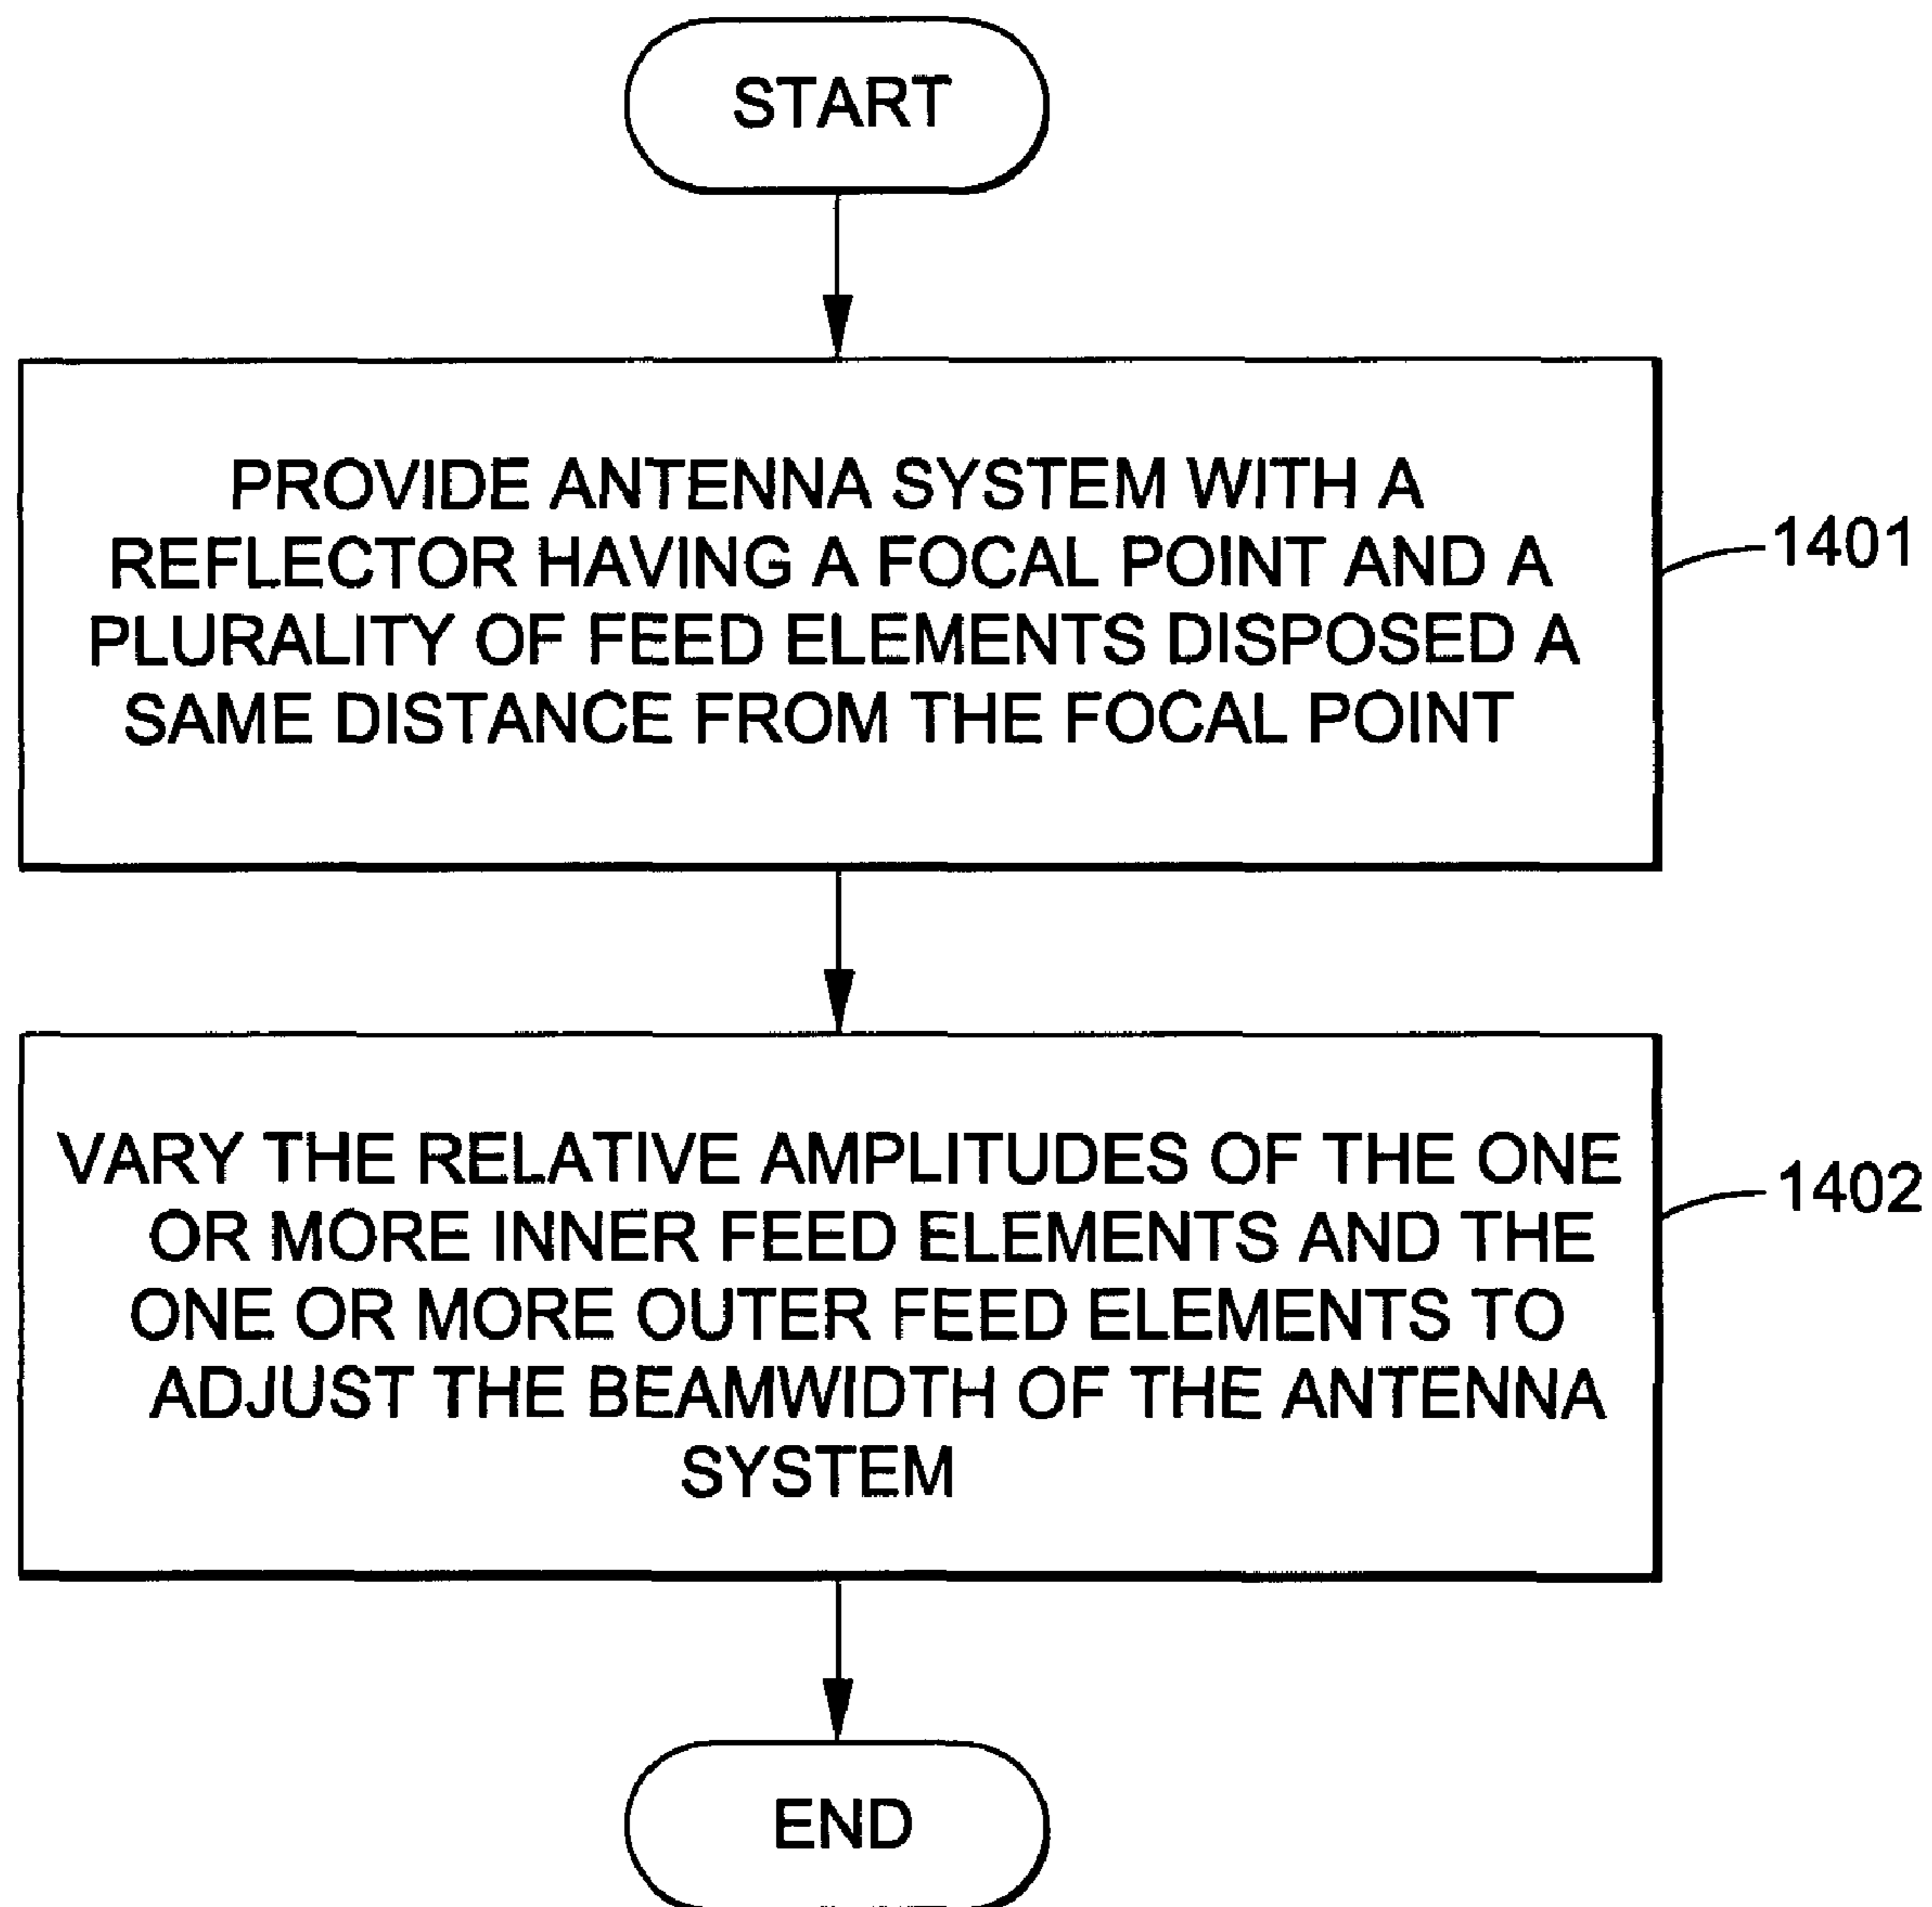 START
PROVIDE ANTENNA SYSTEM WITH A
REFLECTOR HAVING A FOCAL POINT AND A
PLURALITY OF FEED ELEMENTS DISPOSED A
SAME DISTANCE FROM THE FOCAL POINT
1401
VARY THE RELATIVE AMPLITUDES OF THE ONE
OR MORE INNER FEED ELEMENTS AND THE
ONE OR MORE OUTER FEED ELEMENTS TO
ADJUST THE BEAMWIDTH OF THE ANTENNA
SYSTEM
1402
END